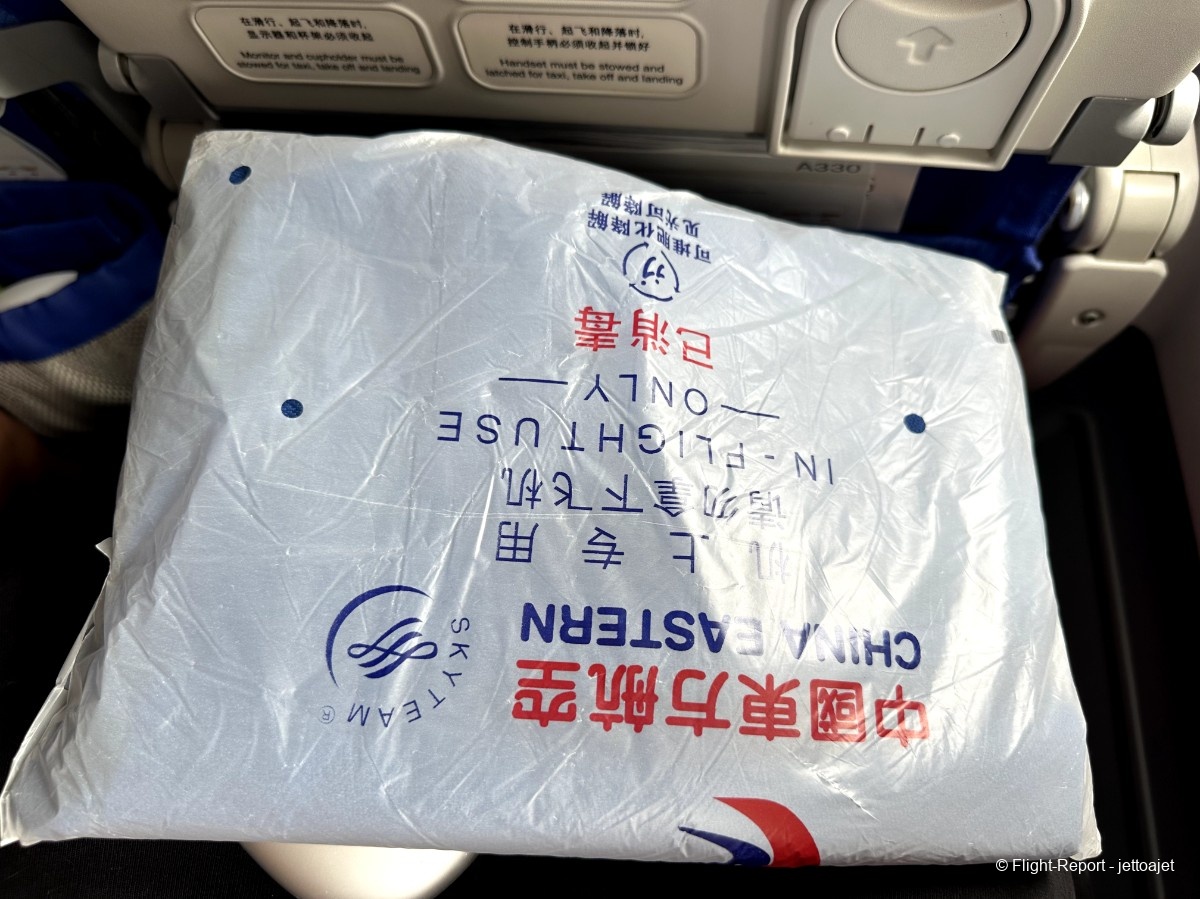 在滑行、起飞和降落时,
显示器和杯架必须收起
Monitor and cupholder must be
stowed for taxi, take off and landing
在滑行、起飞和降落时,
控制手柄必须收起并锁好
Handset must be stowed and
latched for taxi, take off and landing
A330
中國東方航空
CHINA EASTERN
SKYTEAM®
机上专用
请勿拿下飞机
IN-FLIGHT USE
— ONLY —
已消毒
可堆肥化降解
见光可降解
© Flight-Report - jettoajet